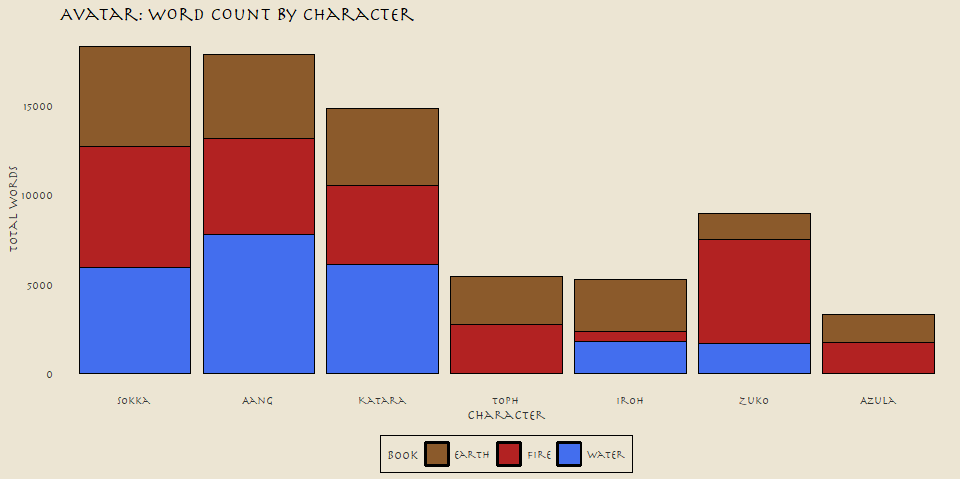 Avatar: Word Count by Character
15000
10000
5000
0
Total Words
Sokka Aang Katara Toph Iroh Zuko Azula
Character
Book Earth Fire Water